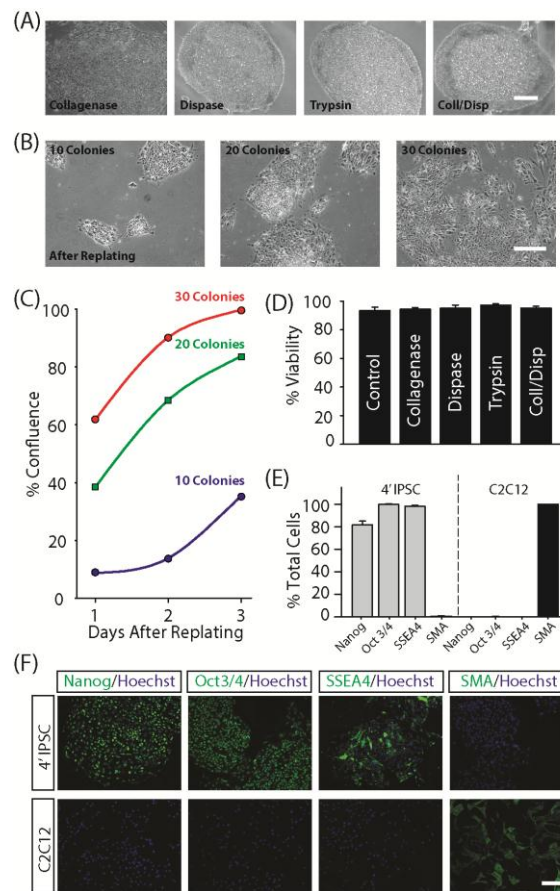 (A)
Collagenase Dispase Trypsin Coll/Disp
(B)
10 Colonies 20 Colonies 30 Colonies
After Replating
(C)
% Confluence
100
80
60
40
20
0
30 Colonies
20 Colonies
10 Colonies
1 2 3
Days After Replating
(D)
% Viability
100
80
60
40
20
0
Control Collagenase Dispase Trypsin Coll/Disp
(E)
4' IPSC C2C12
% Total Cells
100
80
60
40
20
0
Nanog Oct 3/4 SSEA4 SMA Nanog Oct 3/4 SSEA4 SMA
(F)
Nanog/Hoechst Oct3/4/Hoechst SSEA4/Hoechst SMA/Hoechst
4' IPSC
C2C12